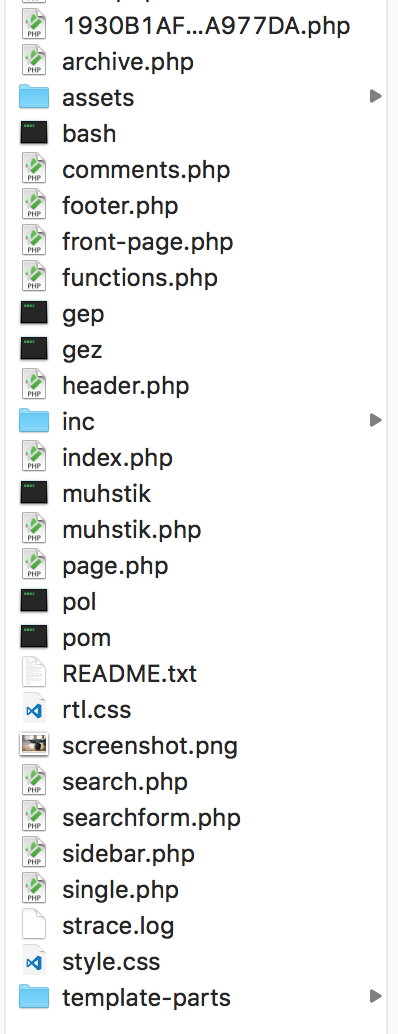 1930B1AF...A977DA.php
archive.php
assets
bash
comments.php
footer.php
front-page.php
functions.php
gep
gez
header.php
inc
index.php
muhstik
muhstik.php
page.php
pol
pom
README.txt
rtl.css
screenshot.png
search.php
searchform.php
sidebar.php
single.php
strace.log
style.css
template-parts